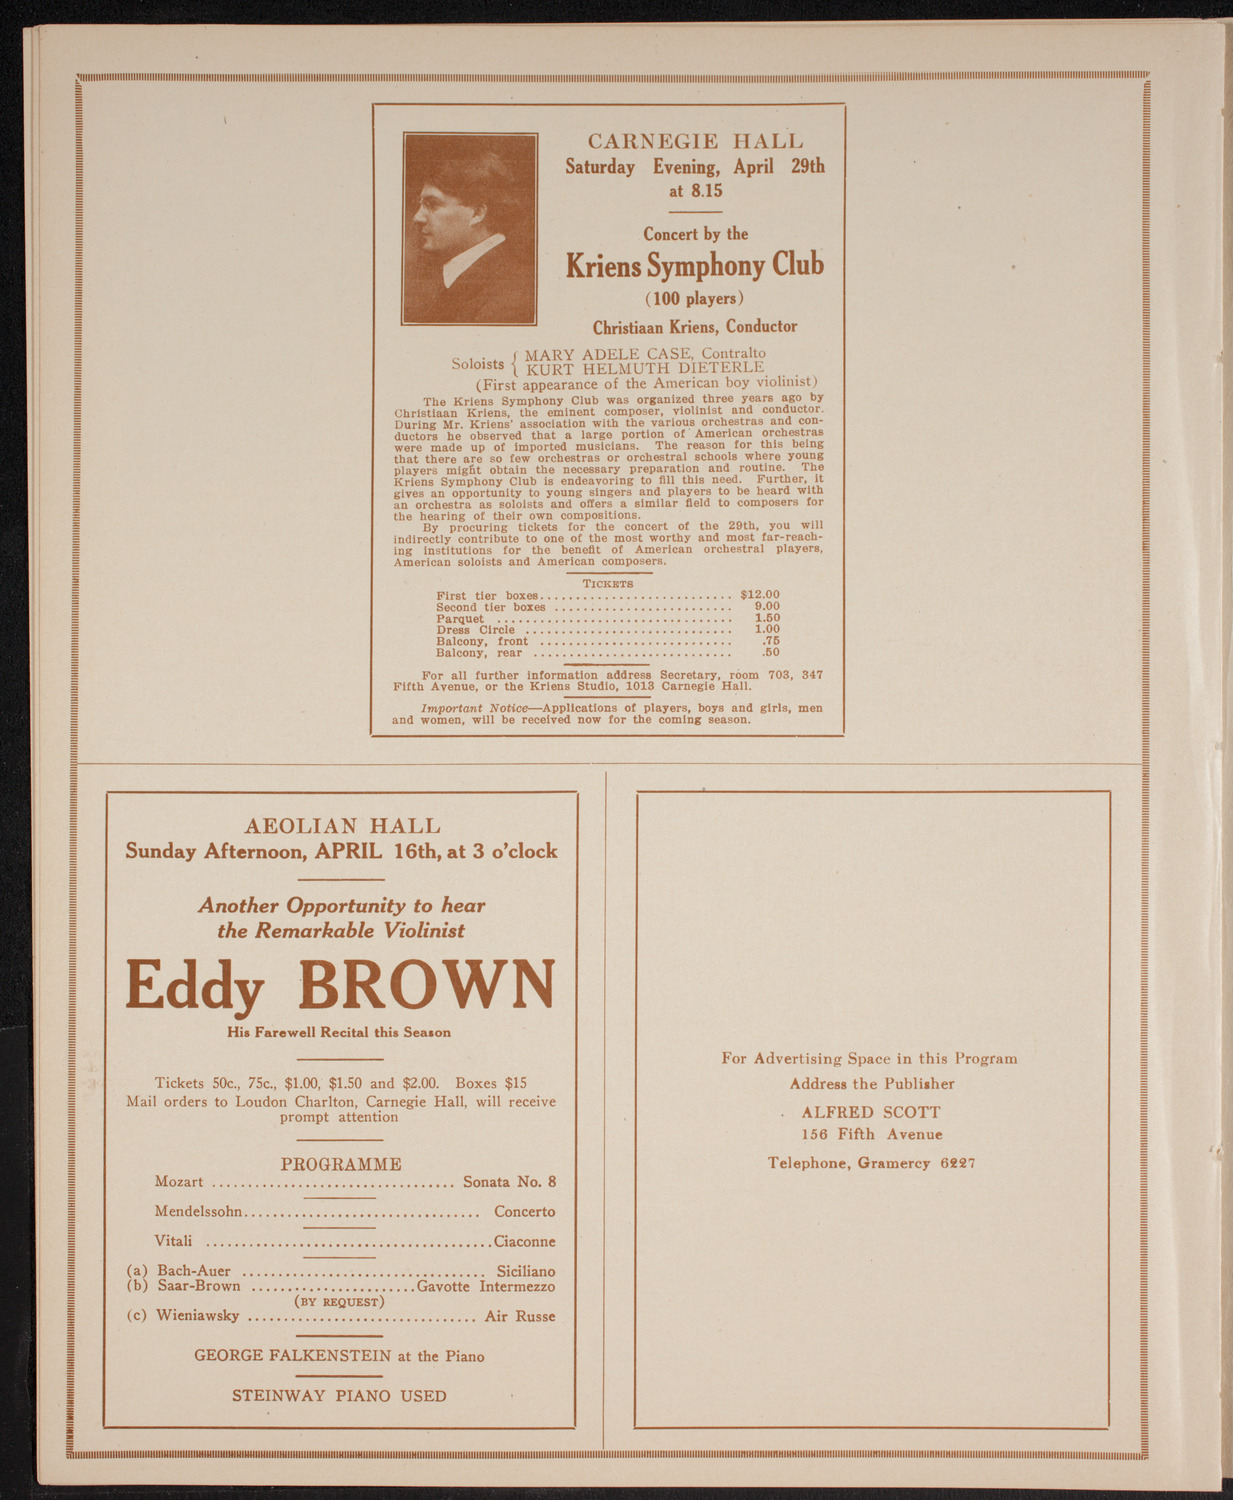 CARNEGIE HALL
Saturday Evening, April 29th
at 8.15
Concert by the
Kriens Symphony Club
(100 players)
Christiaan Kriens, Conductor
Soloists { MARY ADELE CASE, Contralto
KURT HELMUTH DIETERLE
(First appearance of the American boy violinist)
The Kriens Symphony Club was organized three years ago by
Christiaan Kriens, the eminent composer, violinist and conductor.
During Mr. Kriens' association with the various orchestras and con-
ductors he observed that a large portion of American orchestras
were made up of imported musicians. The reason for this being
that there are so few orchestras or orchestral schools where young
players might obtain the necessary preparation and routine. The
Kriens Symphony Club is endeavoring to fill this need. Further, it
gives an opportunity to young singers and players to be heard with
an orchestra as soloists and offers a similar field to composers for
the hearing of their own compositions.
By procuring tickets for the concert of the 29th, you will
indirectly contribute to one of the most worthy and most far-reach-
ing institutions for the benefit of American orchestral players,
American soloists and American composers.
TICKETS
First tier boxes........................... $12.00
Second tier boxes ......................... 9.00
Parquet ................................. 1.50
Dress Circle ............................. 1.00
Balcony, front ........................... .75
Balcony, rear ............................ .50
For all further information address Secretary, room 703, 347
Fifth Avenue, or the Kriens Studio, 1013 Carnegie Hall.
Important Notice—Applications of players, boys and girls, men
and women, will be received now for the coming season.
AEOLIAN HALL
Sunday Afternoon, APRIL 16th, at 3 o'clock
Another Opportunity to hear
the Remarkable Violinist
Eddy BROWN
His Farewell Recital this Season
Tickets 50c., 75c., $1.00, $1.50 and $2.00. Boxes $15
Mail orders to Loudon Charlton, Carnegie Hall, will receive
prompt attention
PROGRAMME
Mozart .................................. Sonata No. 8
Mendelssohn................................. Concerto
Vitali ........................................Ciaconne
(a) Bach-Auer .................................. Siciliano
(b) Saar-Brown .......................Gavotte Intermezzo
(BY REQUEST)
(c) Wieniawsky ................................ Air Russe
GEORGE FALKENSTEIN at the Piano
STEINWAY PIANO USED
For Advertising Space in this Program
Address the Publisher
ALFRED SCOTT
156 Fifth Avenue
Telephone, Gramercy 6227